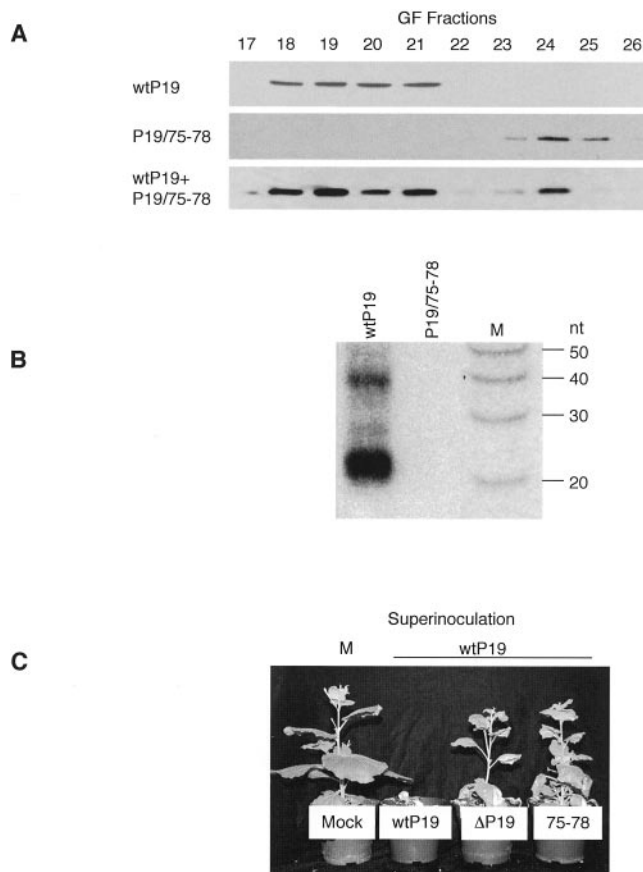 A
GF Fractions
17 18 19 20 21 22 23 24 25 26
wtP19
P19/75-78
wtP19+
P19/75-78
B
wtP19
P19/75-78
M
nt
50
40
30
20
C
Superinoculation
M
wtP19
Mock
wtP19
ΔP19
75-78